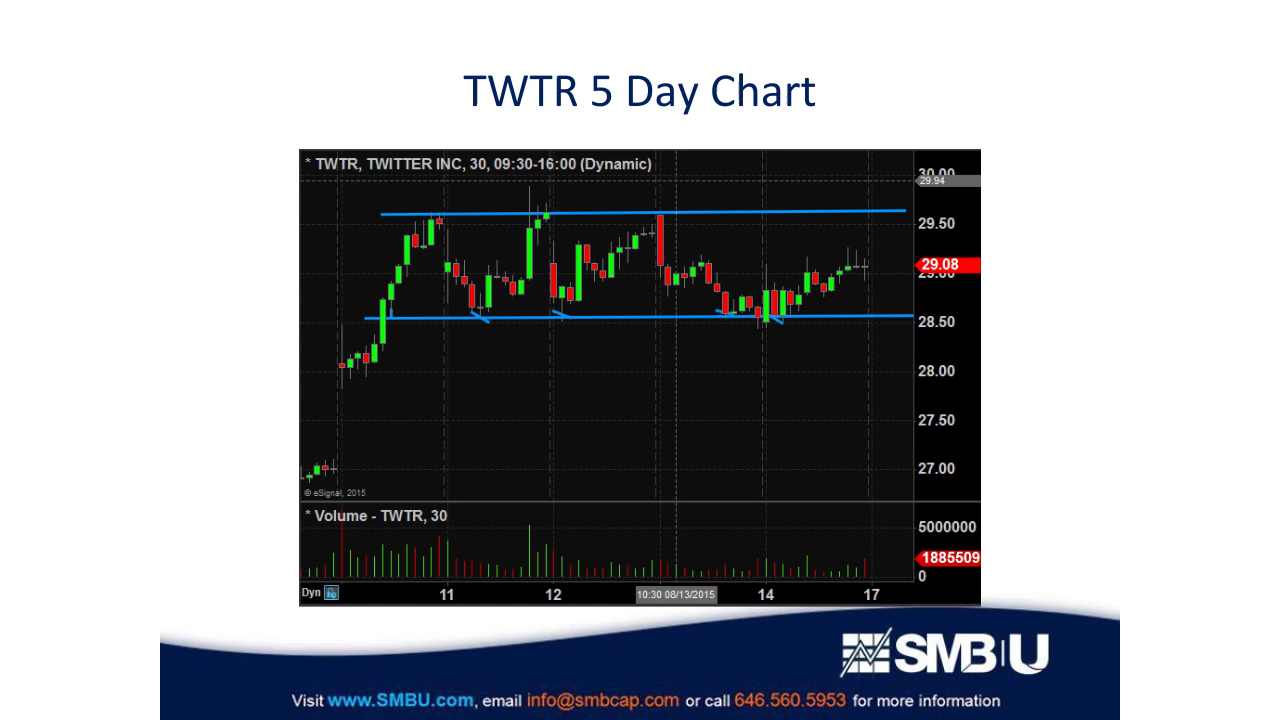 TWTR 5 Day Chart
* TWTR, TWITTER INC, 30, 09:30-16:00 (Dynamic)
30.00
29.94
29.50
29.08
29.00
28.50
28.00
27.50
27.00
© eSignal, 2015
* Volume - TWTR, 30
5000000
1885509
0
Dyn 11 12 10:30 08/13/2015 14 17
SMB U
Visit www.SMBU.com, email info@smbcap.com or call 646.560.5953 for more information